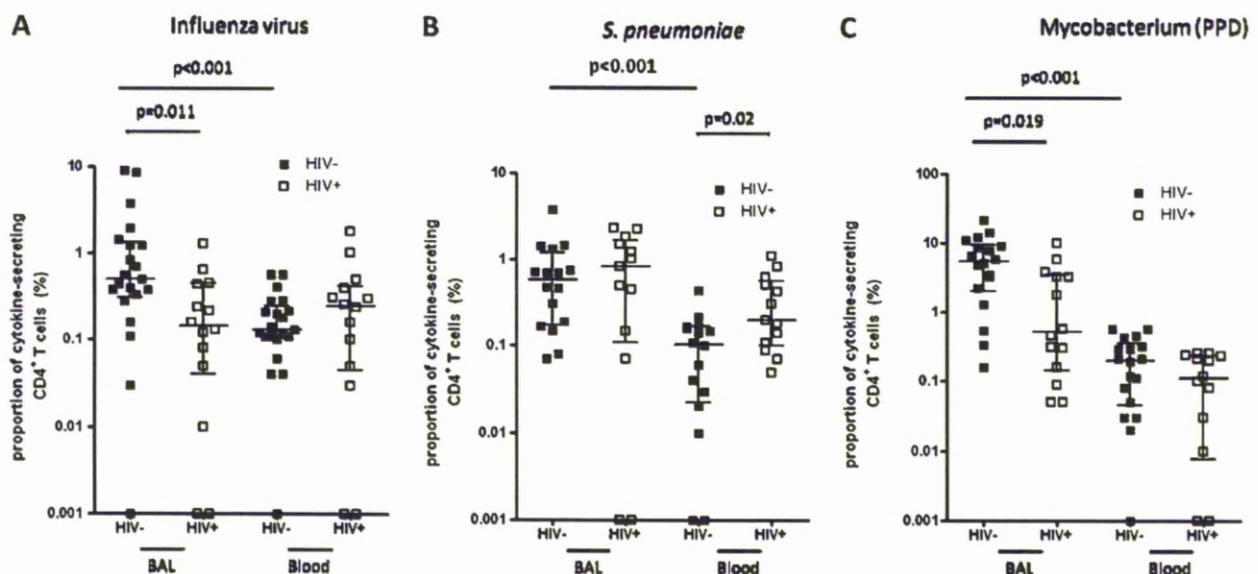 A
Influenza virus
p<0.001
p=0.011
HIV-
HIV+
10
1
0.1
0.01
0.001
proportion of cytokine-secreting
CD4+ T cells (%)
HIV- HIV+ HIV- HIV+
BAL Blood
B
S. pneumoniae
p<0.001
p=0.02
HIV-
HIV+
10
1
0.1
0.01
0.001
proportion of cytokine-secreting
CD4+ T cells (%)
HIV- HIV+ HIV- HIV+
BAL Blood
C
Mycobacterium (PPD)
p<0.001
p=0.019
HIV-
HIV+
100
10
1
0.1
0.01
0.001
proportion of cytokine-secreting
CD4+ T cells (%)
HIV- HIV+ HIV- HIV+
BAL Blood